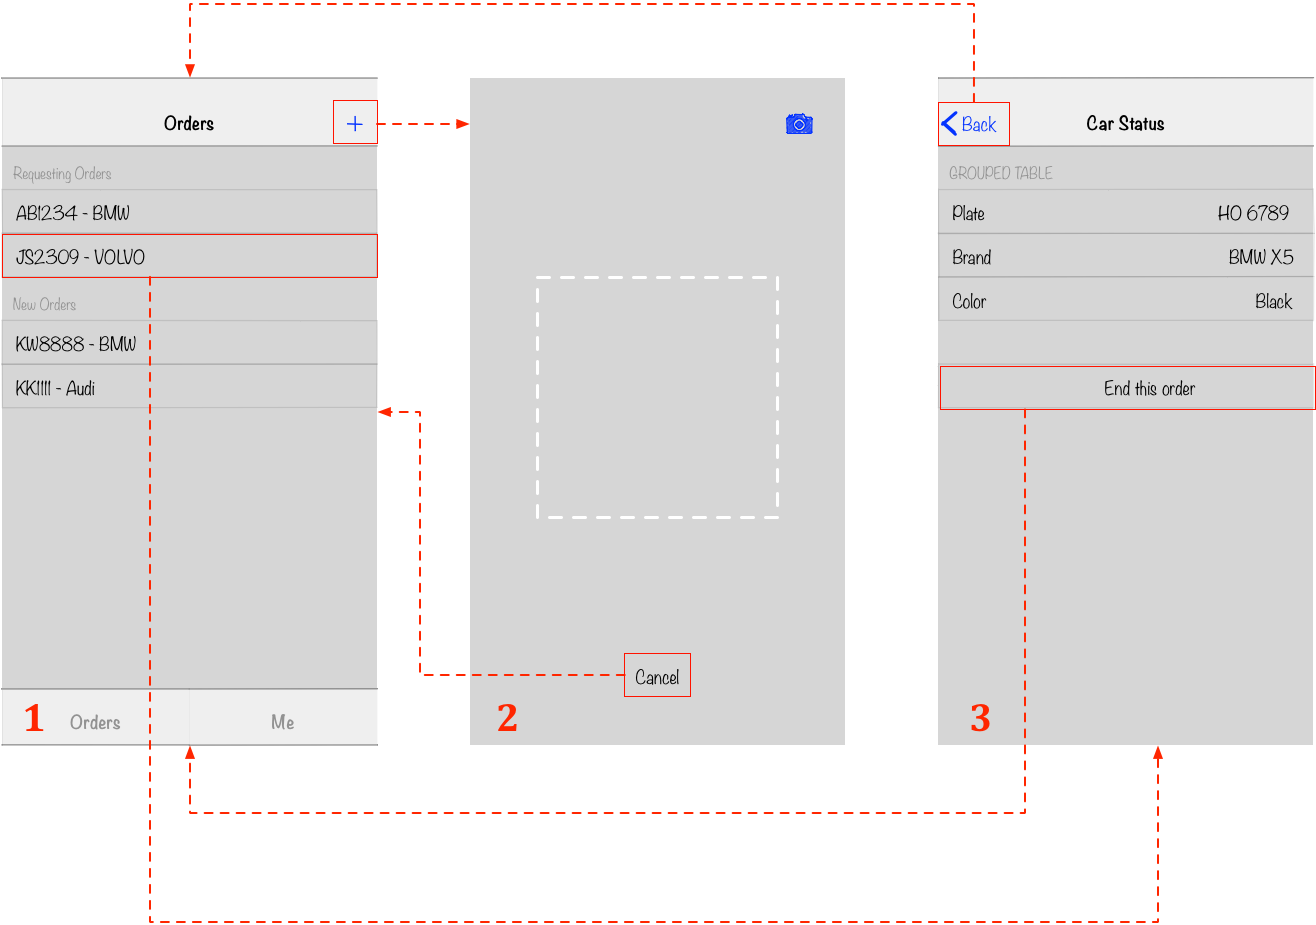 Orders
+
Requesting Orders
AB1234 - BMW
JS2309 - VOLVO
New Orders
KW8888 - BMW
KK1111 - Audi
1
Orders
Me
Cancel
2
Back
Car Status
GROUPED TABLE
Plate HO 6789
Brand BMW X5
Color Black
End this order
3